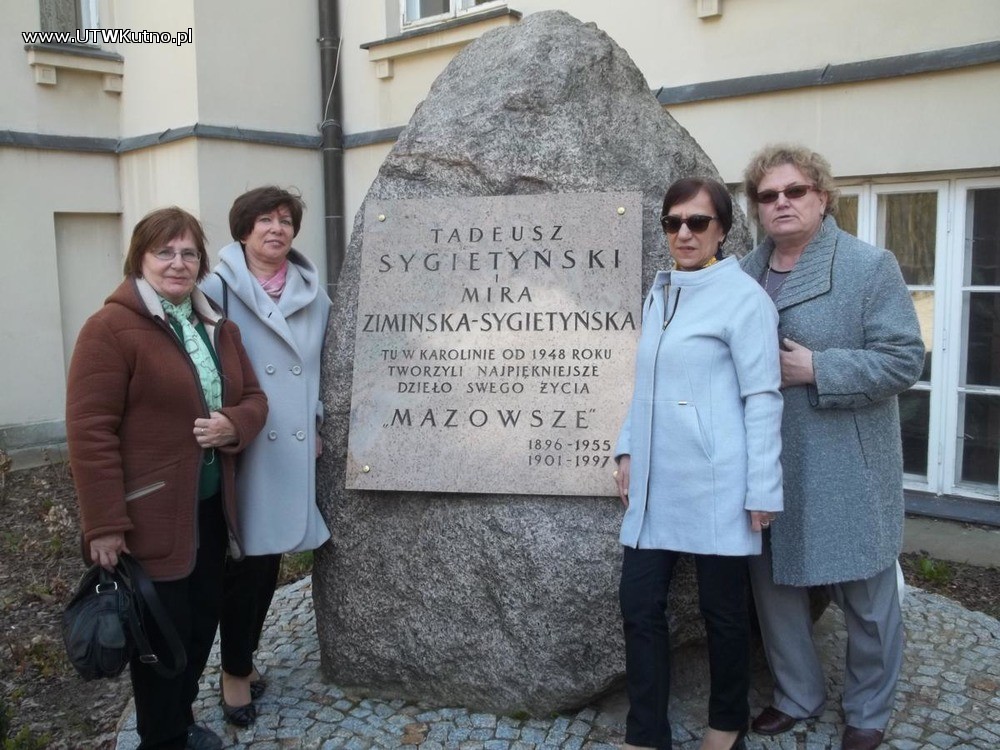 www.UTWKutno.pl
TADEUSZ
SYGIETYŃSKI
I
MIRA
ZIMIŃSKA-SYGIETYŃSKA
TU W KAROLINIE OD 1948 ROKU
TWORZYLI NAJPIĘKNIEJSZE
DZIEŁO SWEGO ŻYCIA
„MAZOWSZE"
1896-1955
1901-1997